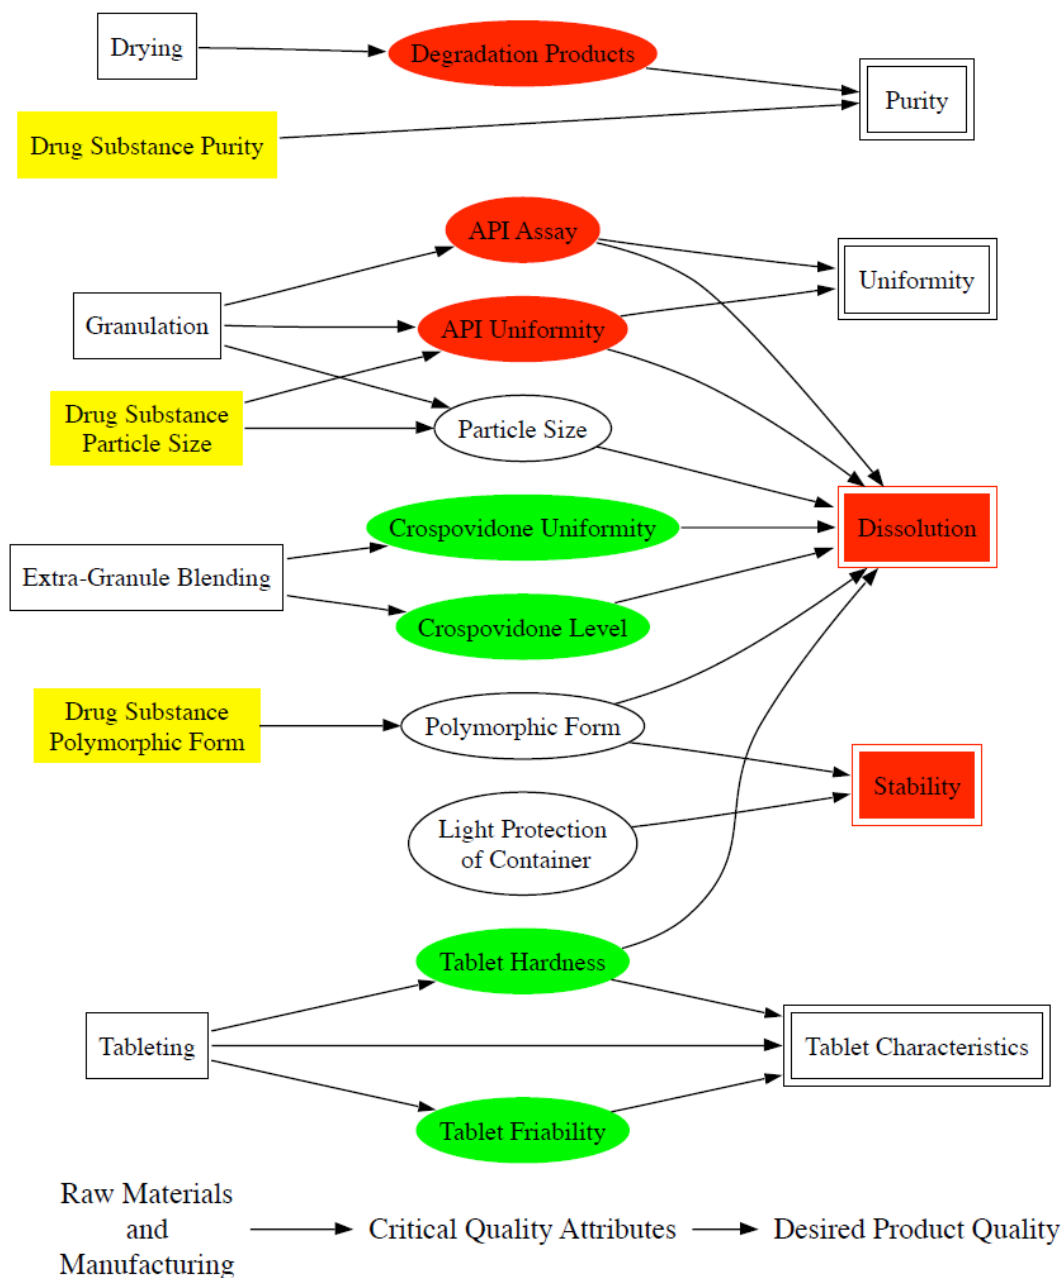 Drying
Degradation Products
Purity
Drug Substance Purity
API Assay
Uniformity
Granulation
API Uniformity
Drug Substance
Particle Size
Particle Size
Crospovidone Uniformity
Dissolution
Extra-Granule Blending
Crospovidone Level
Drug Substance
Polymorphic Form
Polymorphic Form
Stability
Light Protection
of Container
Tablet Hardness
Tableting
Tablet Characteristics
Tablet Friability
Raw Materials
and
Manufacturing
Critical Quality Attributes
Desired Product Quality